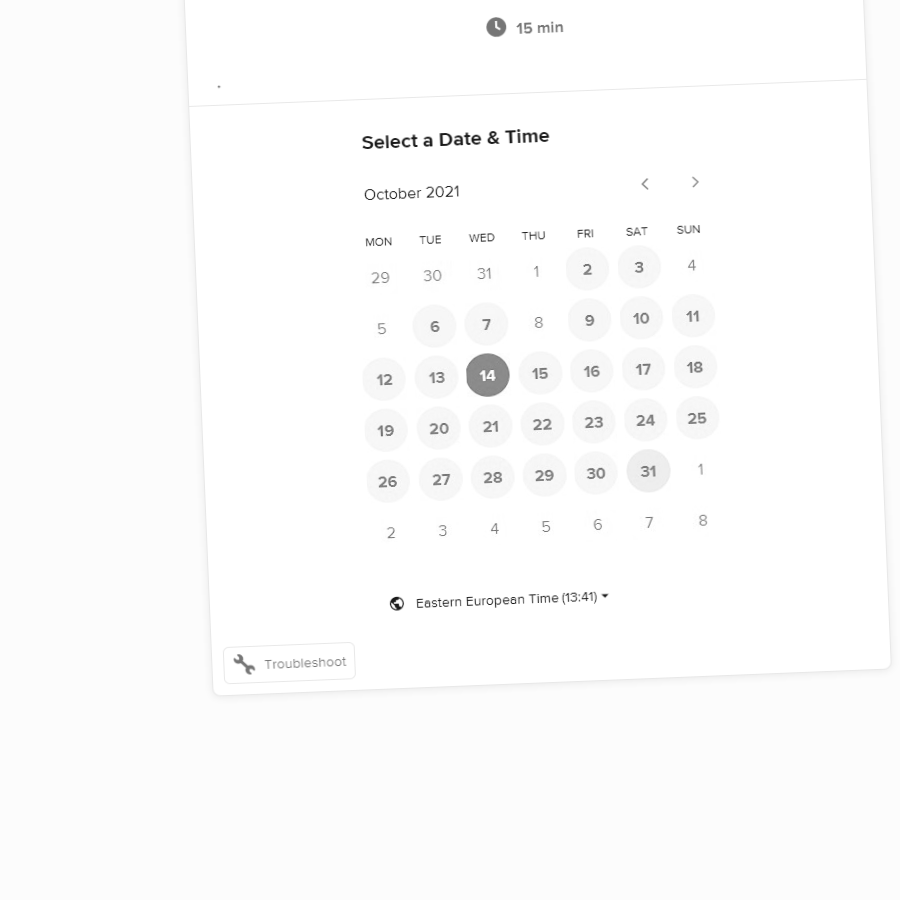 15 min
.
Select a Date & Time
October 2021
MON TUE WED THU FRI SAT SUN
29 30 31 1 2 3 4
5 6 7 8 9 10 11
12 13 14 15 16 17 18
19 20 21 22 23 24 25
26 27 28 29 30 31 1
2 3 4 5 6 7 8
Eastern European Time (13:41)
Troubleshoot